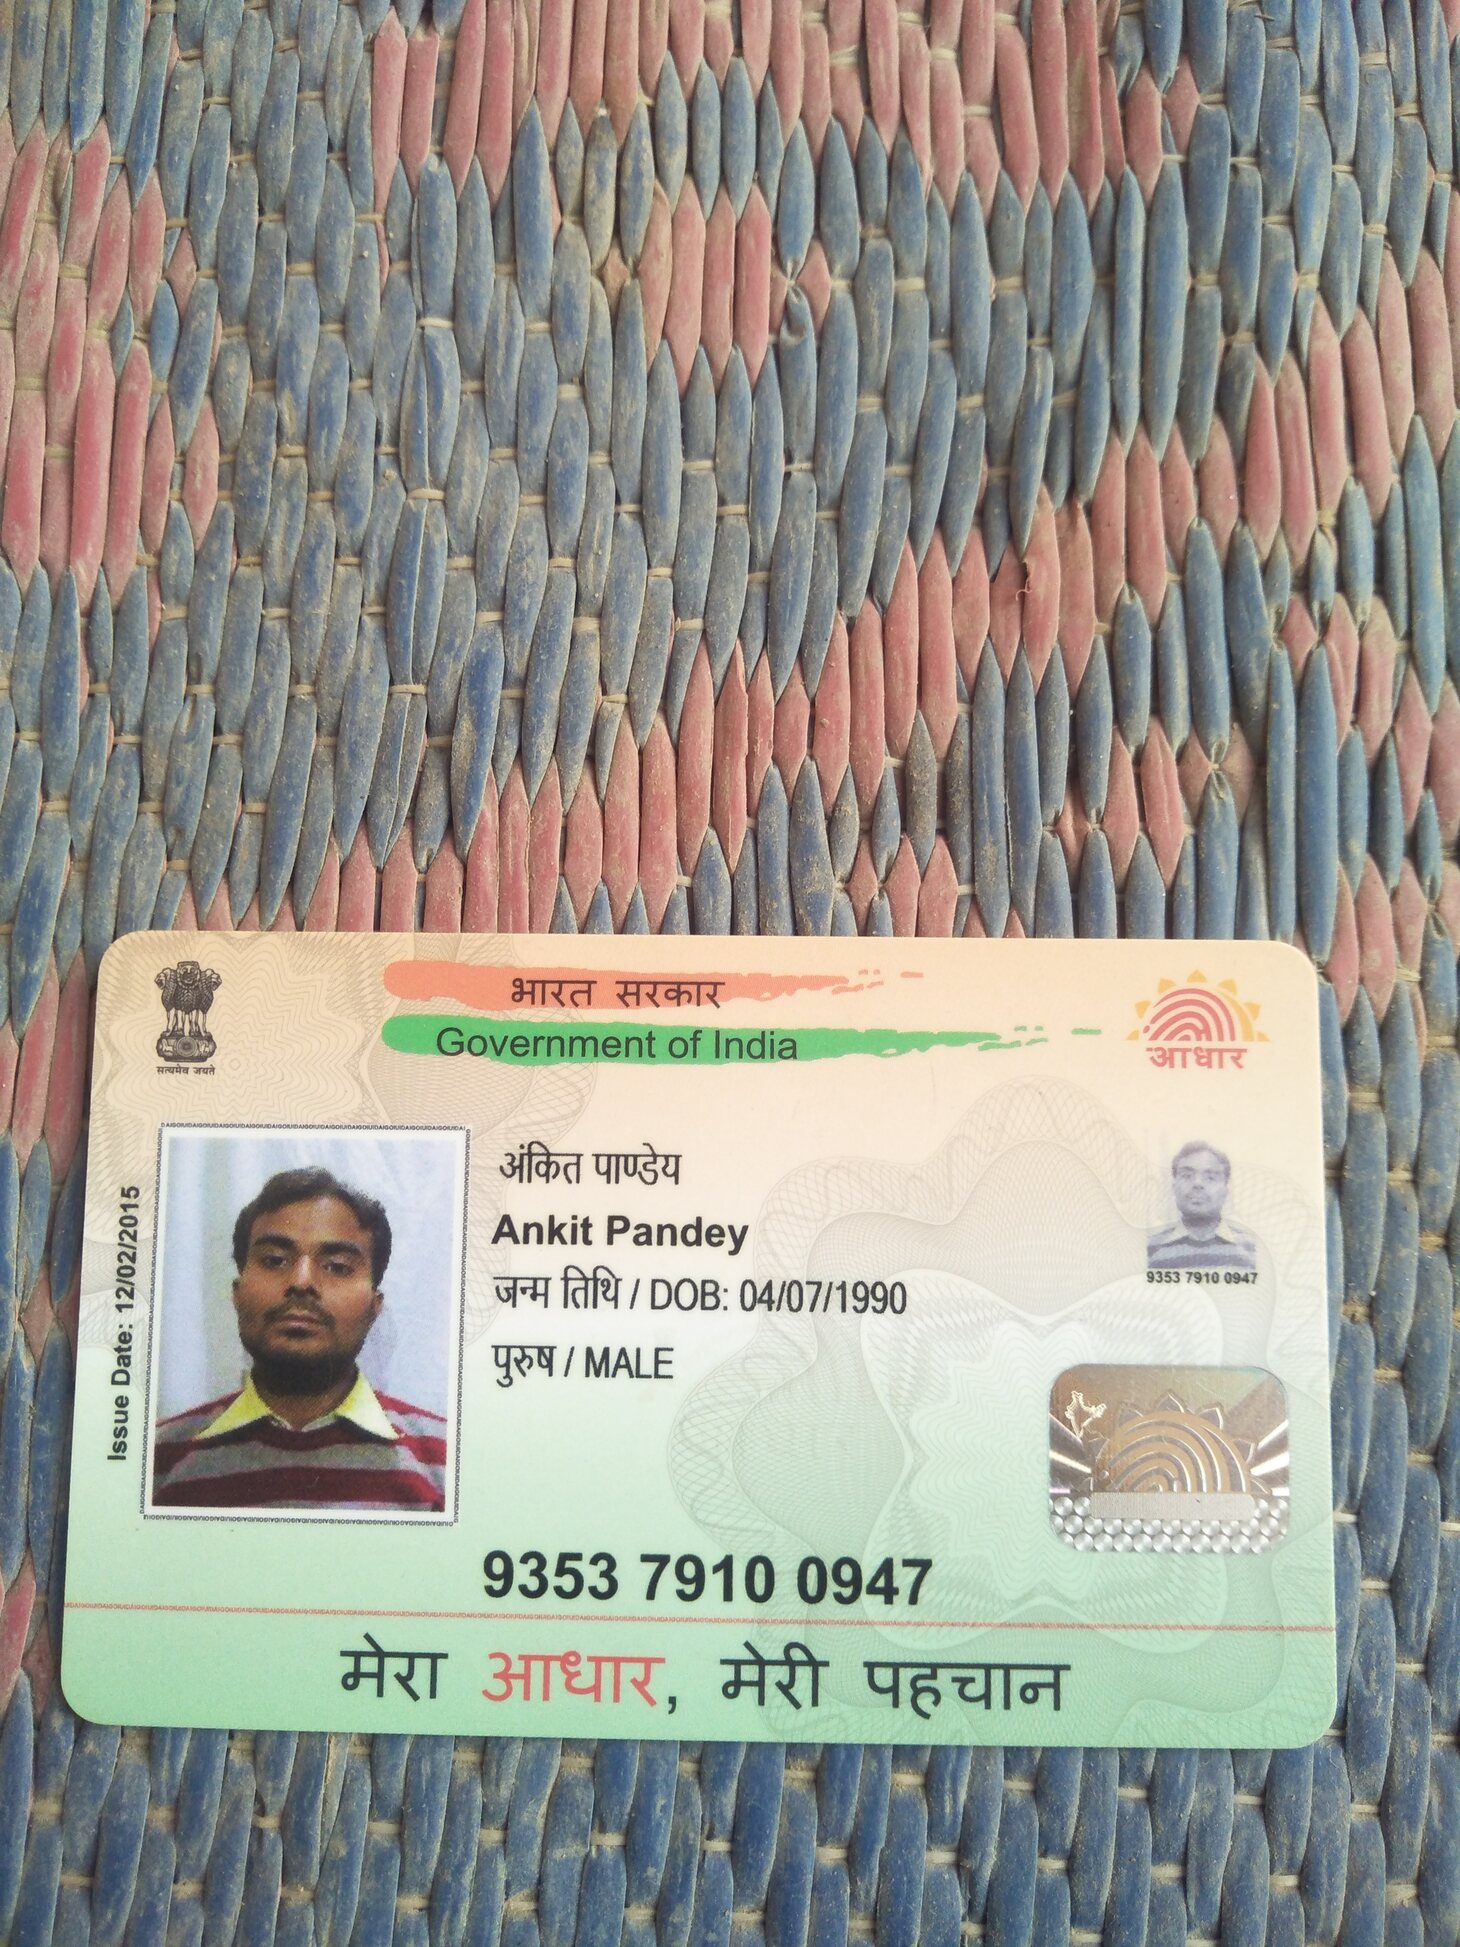 भारत सरकार
Government of India
सत्यमेव जयते
आधार
Issue Date: 12/02/2015
अंकित पाण्डेय
Ankit Pandey
जन्म तिथि / DOB: 04/07/1990
पुरुष / MALE
9353 7910 0947
9353 7910 0947
मेरा आधार, मेरी पहचान